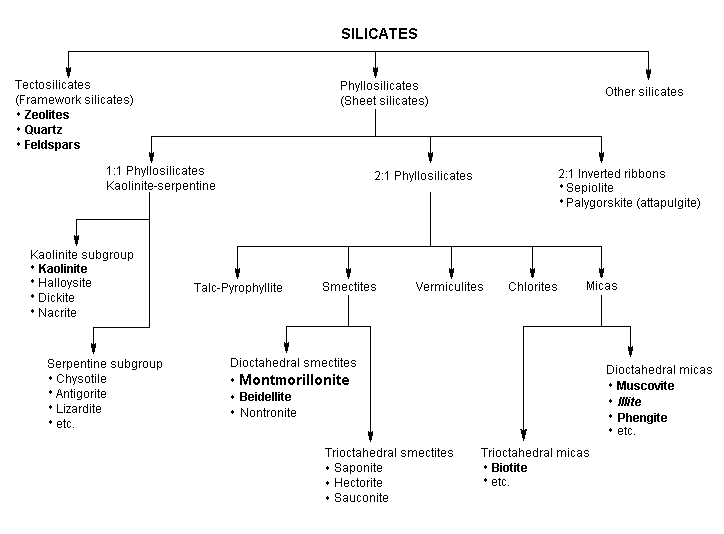 SILICATES
Tectosilicates
(Framework silicates)
• Zeolites
• Quartz
• Feldspars
Phyllosilicates
(Sheet silicates)
Other silicates
1:1 Phyllosilicates
Kaolinite-serpentine
2:1 Phyllosilicates
2:1 Inverted ribbons
• Sepiolite
• Palygorskite (attapulgite)
Kaolinite subgroup
• Kaolinite
• Halloysite
• Dickite
• Nacrite
Talc-Pyrophyllite
Smectites
Vermiculites
Chlorites
Micas
Serpentine subgroup
• Chysotile
• Antigorite
• Lizardite
• etc.
Dioctahedral smectites
• Montmorillonite
• Beidellite
• Nontronite
Dioctahedral micas
• Muscovite
• Illite
• Phengite
• etc.
Trioctahedral smectites
• Saponite
• Hectorite
• Sauconite
Trioctahedral micas
• Biotite
• etc.